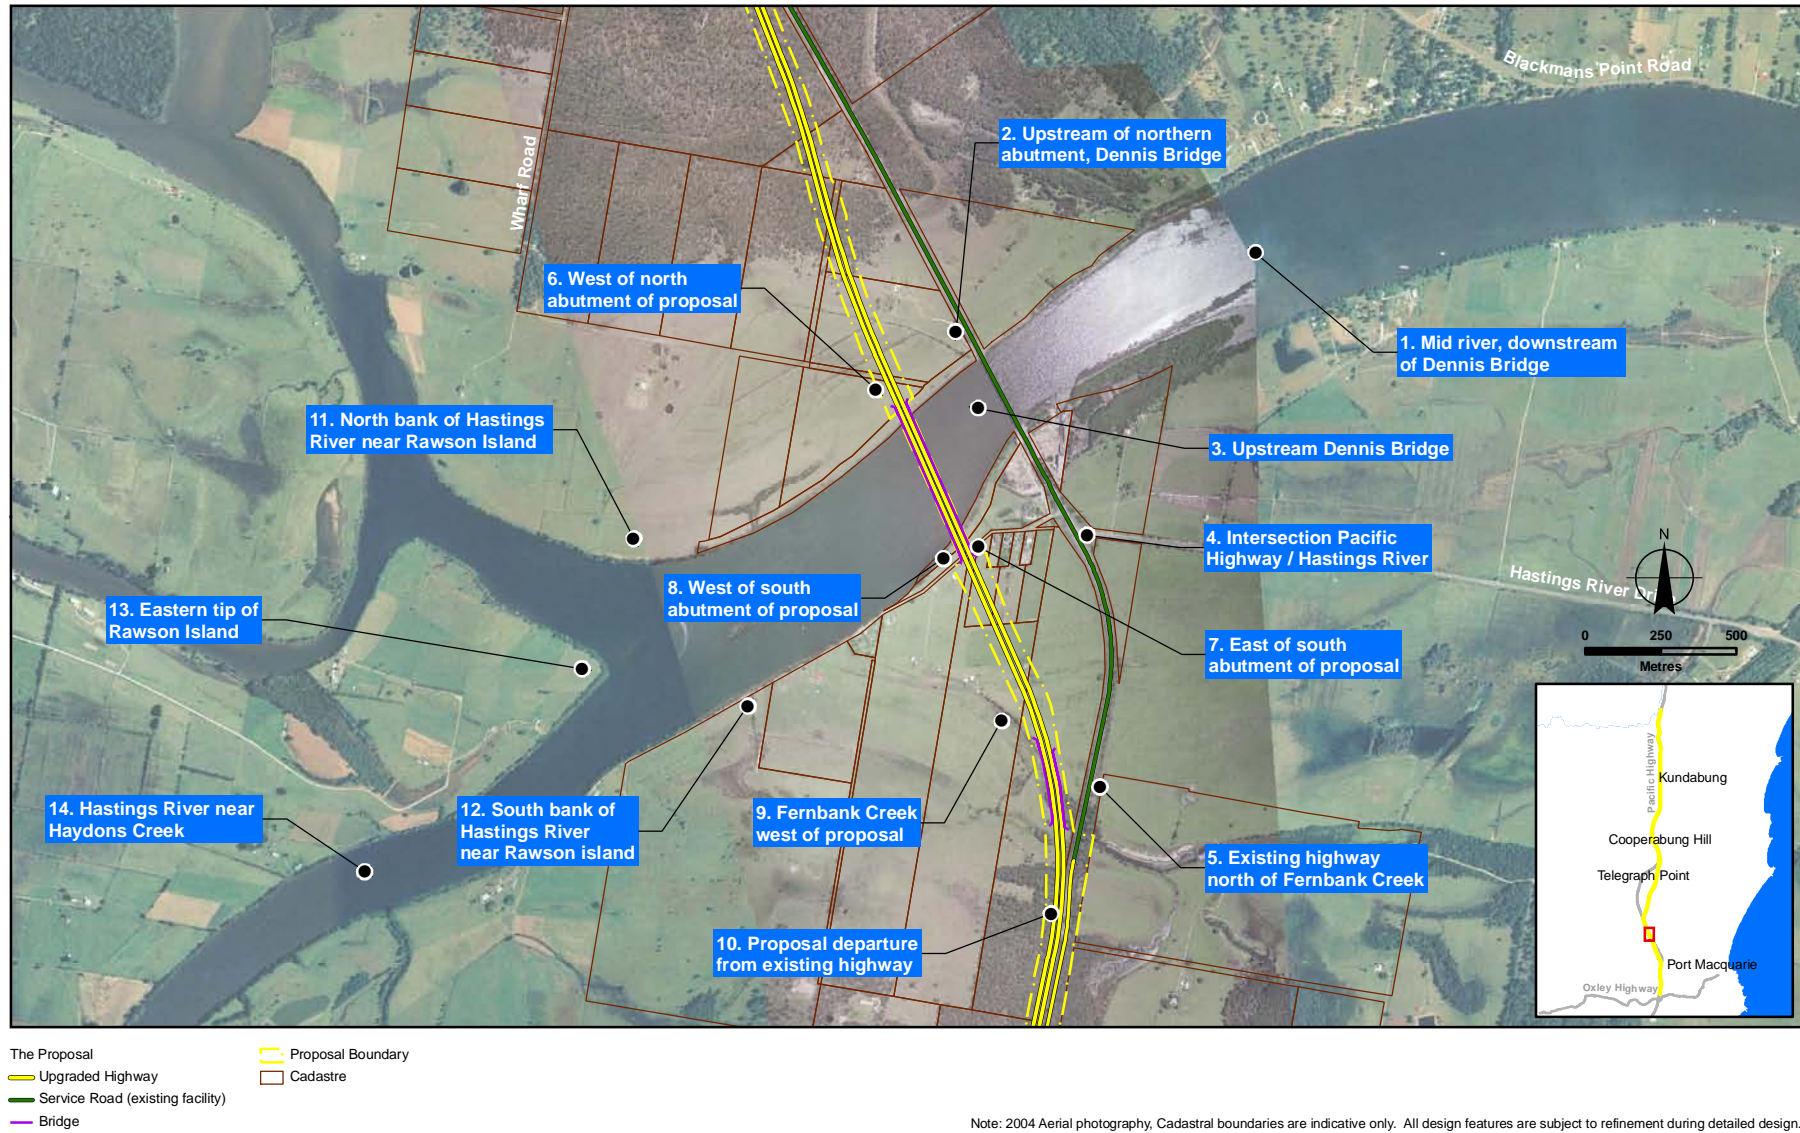 Blackmans Point Road
2. Upstream of northern
abutment, Dennis Bridge
Wharf Road
6. West of north
abutment of proposal
1. Mid river, downstream
of Dennis Bridge
11. North bank of Hastings
River near Rawson Island
3. Upstream Dennis Bridge
4. Intersection Pacific
Highway / Hastings River
N
Hastings River Dri
8. West of south
abutment of proposal
13. Eastern tip of
Rawson Island
7. East of south
abutment of proposal
0 250 500
Metres
14. Hastings River near
Haydons Creek
12. South bank of
Hastings River
near Rawson island
9. Fernbank Creek
west of proposal
5. Existing highway
north of Fernbank Creek
10. Proposal departure
from existing highway
Pacific Highway
Kundabung
Cooperabung Hill
Telegraph Point
Port Macquarie
Oxley Highway
The Proposal
Upgraded Highway
Service Road (existing facility)
Bridge
Proposal Boundary
Cadastre
Note: 2004 Aerial photography, Cadastral boundaries are indicative only. All design features are subject to refinement during detailed design.